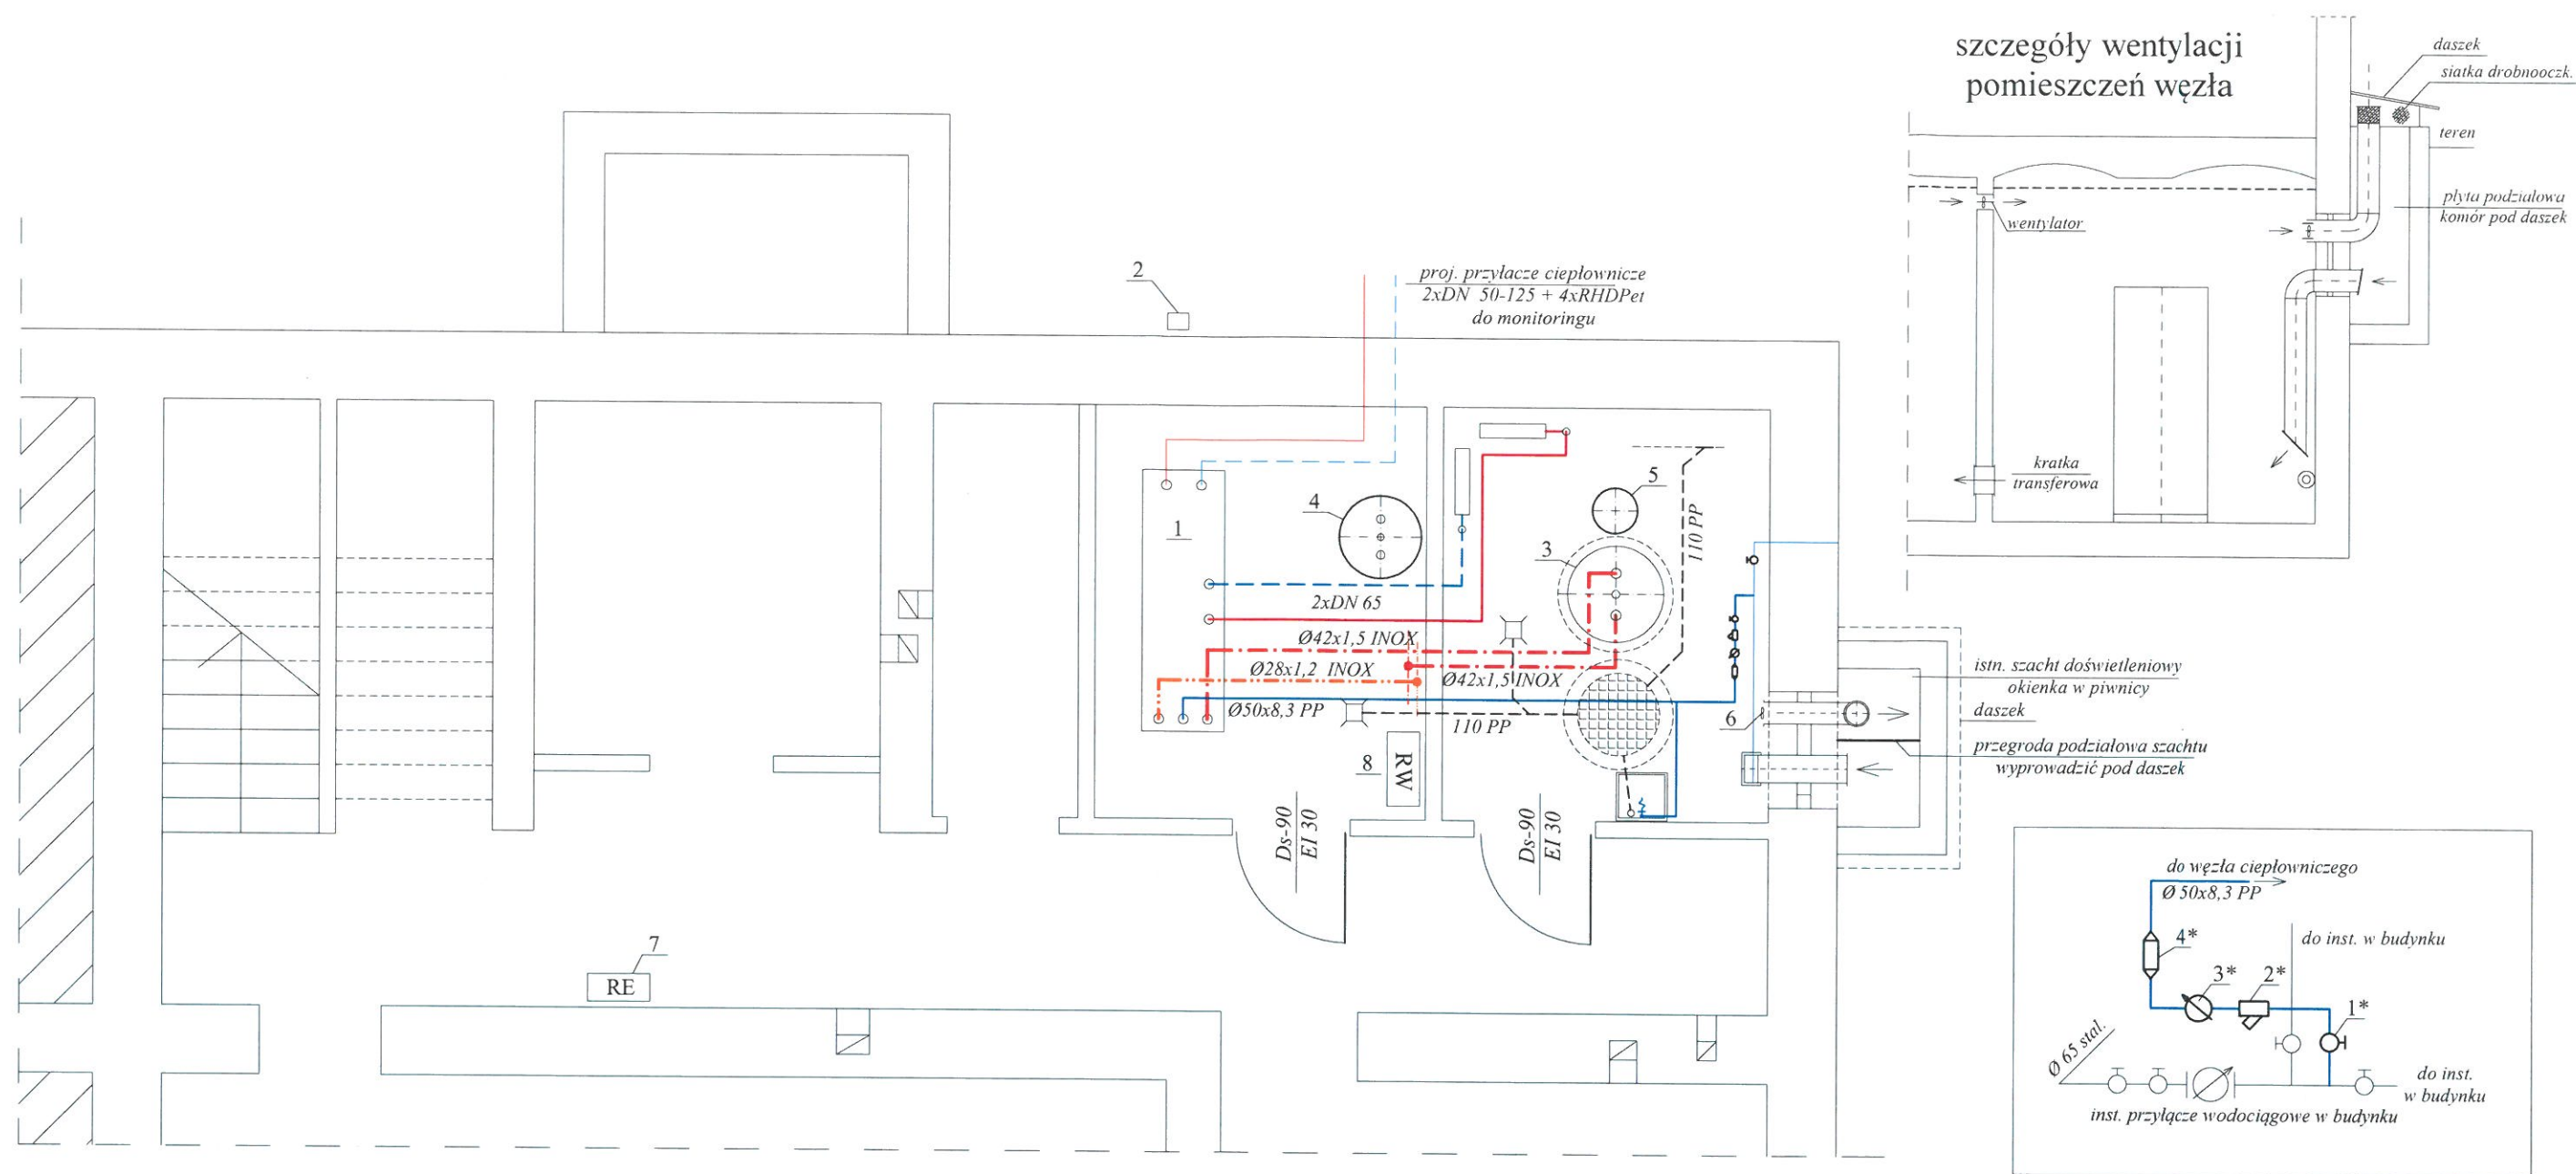 szczegóły wentylacji
pomieszczeń węzła
daszek
siatka drobnooczk.
teren
płyta podziałowa
komór pod daszek
wentylator
kratka
transferowa
2
proj. przyłacze ciepłownicze
2xDN 50-125 + 4xRHDPet
do monitoringu
1
4
5
3
110 PP
2xDN 65
Ø42x1,5 INOX
Ø28x1,2 INOX
Ø42x1,5 INOX
Ø50x8,3 PP
110 PP
6
8
RW
Ds-90
EI 30
Ds-90
EI 30
istn. szacht doświetleniowy
okienka w piwnicy
daszek
przegroda podziałowa szachtu
wyprowadzić pod daszek
7
RE
do węzła ciepłowniczego
Ø 50x8,3 PP
4*
do inst. w budynku
3*
2*
1*
Ø 65 stal.
do inst.
w budynku
inst. przyłącze wodociągowe w budynku